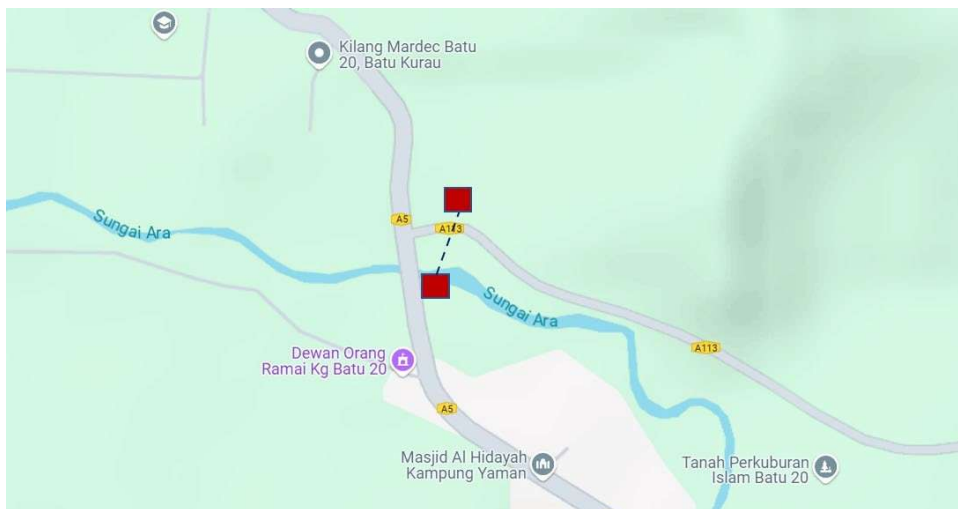 Kilang Mardec Batu
20, Batu Kurau
Sungai Ara
A5
A113
Sungai Ara
A113
Dewan Orang
Ramai Kg Batu 20
A5
Masjid Al Hidayah
Kampung Yaman
Tanah Perkuburan
Islam Batu 20